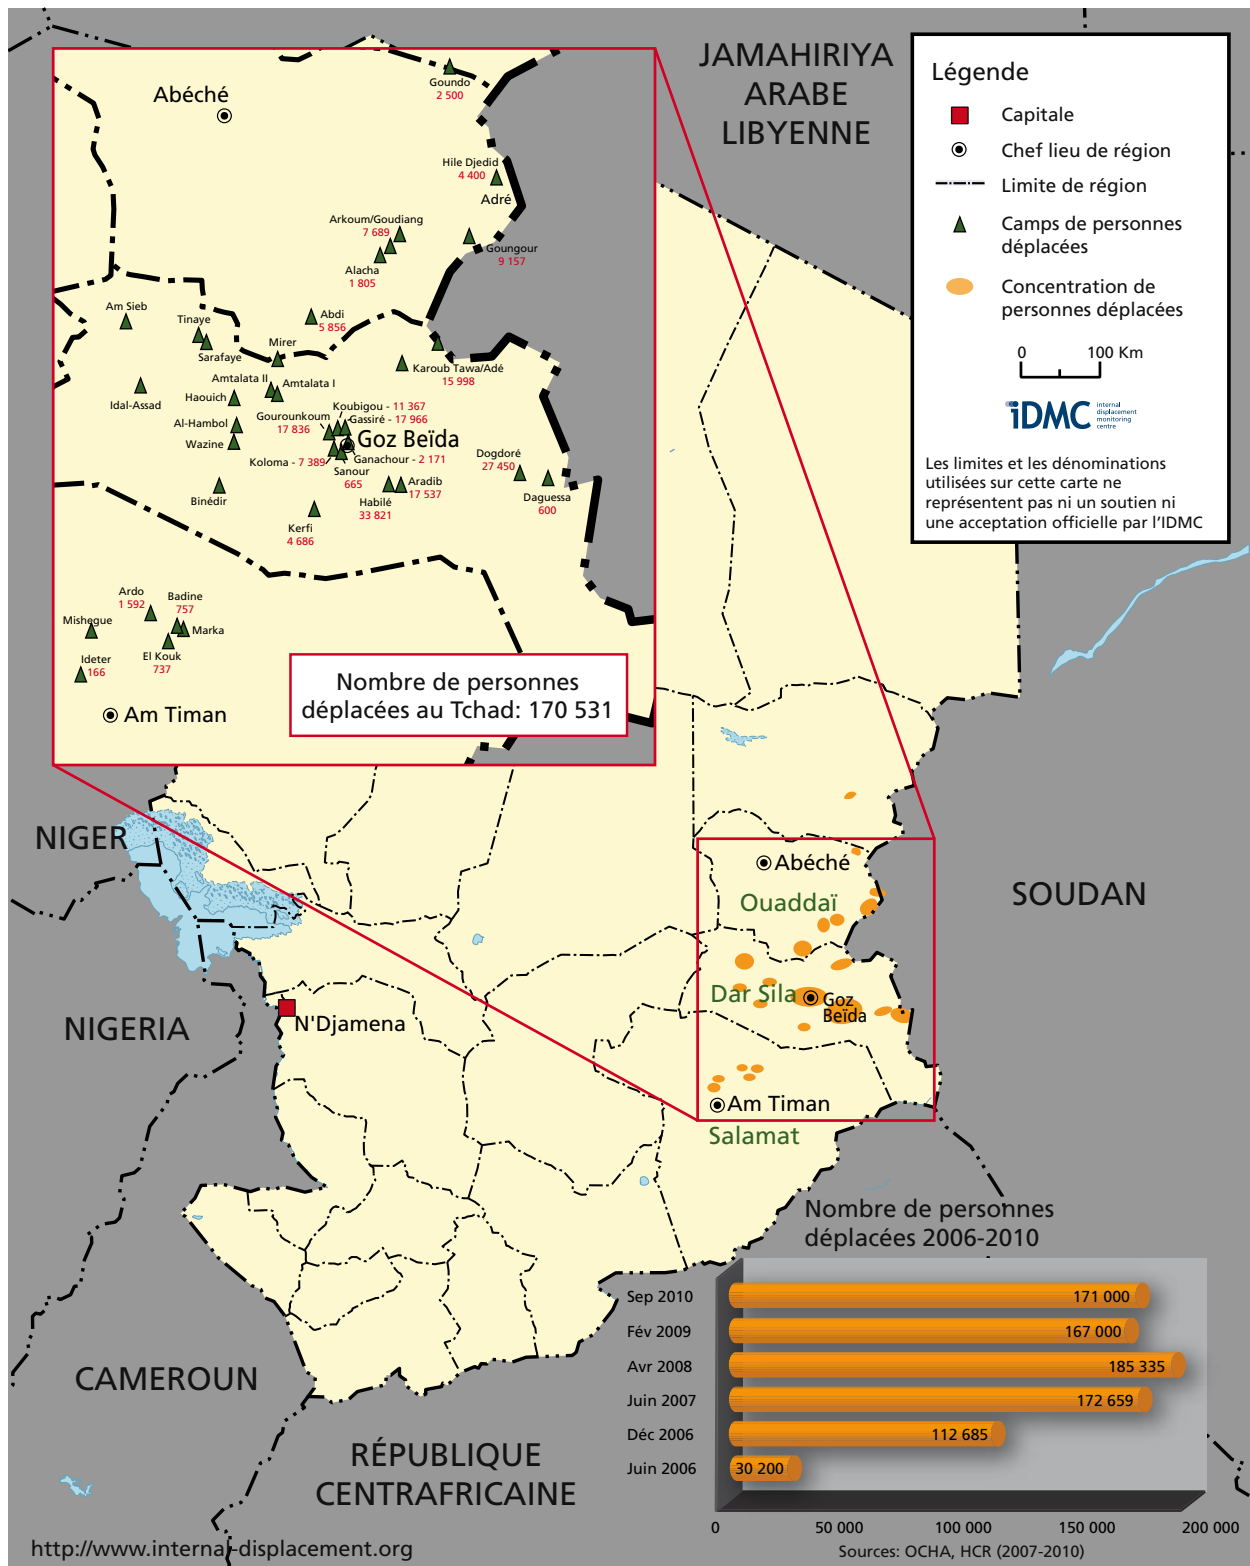 JAMAHIRIYA
ARABE
LIBYENNE
Légende
Capitale
Chef lieu de région
Limite de région
Camps de personnes
déplacées
Concentration de
personnes déplacées
0 100 Km
iDMC
internal
displacement
monitoring
centre
Les limites et les dénominations
utilisées sur cette carte ne
représentent pas ni un soutien ni
une acceptation officielle par l'IDMC
Abéché
Goundo
2 500
Hile Djedid
4 400
Adré
Arkoum/Goudiang
7 689
Goungour
9 157
Alacha
1 805
Am Sieb
Tinaye
Sarafaye
Abdi
5 856
Mirer
Karoub Tawa/Adé
15 998
Idal-Assad
Amtalata II
Amtalata I
Haouich
Koubigou - 11 367
Gassiré - 17 966
Gourounkoum
17 836
Al-Hambol
Wazine
Goz Beïda
Ganachour - 2 171
Koloma - 7 389
Sanour
665
Dogdoré
27 450
Daguessa
600
Binédir
Aradib
17 537
Habilé
33 821
Kerfi
4 686
Ardo
1 592
Badine
757
Mishegue
Marka
El Kouk
737
Ideter
166
Am Timan
Nombre de personnes
déplacées au Tchad: 170 531
NIGER
NIGERIA
N'Djamena
CAMEROUN
RÉPUBLIQUE
CENTRAFRICAINE
SOUDAN
Abéché
Ouaddaï
Dar Sila
Goz
Beïda
Am Timan
Salamat
Nombre de personnes
déplacées 2006-2010
Sep 2010 171 000
Fév 2009 167 000
Avr 2008 185 335
Juin 2007 172 659
Déc 2006 112 685
Juin 2006 30 200
0 50 000 100 000 150 000 200 000
Sources: OCHA, HCR (2007-2010)
http://www.internal-displacement.org